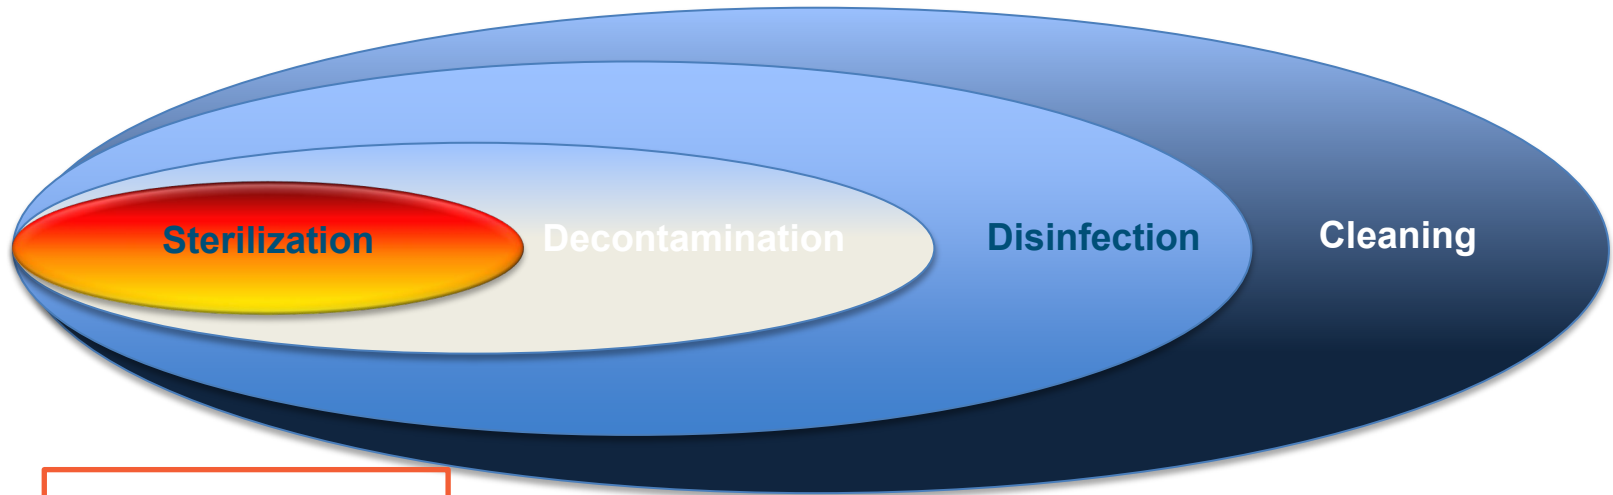 Sterilization
Decontamination
Disinfection
Cleaning